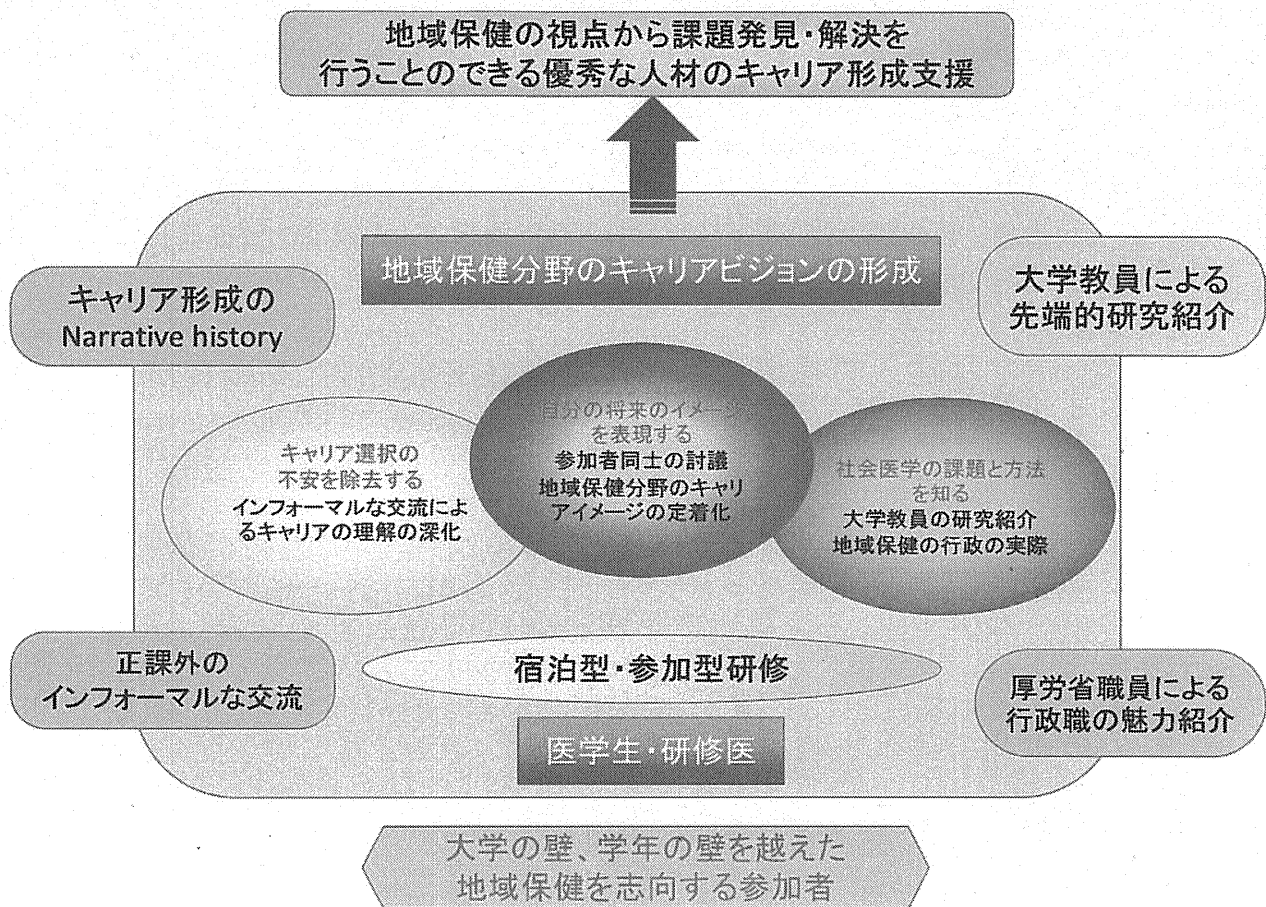 地域保健の視点から課題発見・解決を
行うことのできる優秀な人材のキャリア形成支援
地域保健分野のキャリアビジョンの形成
キャリア形成の
Narrative history
大学教員による
先端的研究紹介
キャリア選択の
不安を除去する
インフォーマルな交流によ
るキャリアの理解の深化
自分の将来のイメージ
を表現する
参加者同士の討議
地域保健分野のキャリ
アイメージの定着化
社会医学の課題と方法
を知る
大学教員の研究紹介
地域保健の行政の実際
正課外の
インフォーマルな交流
宿泊型・参加型研修
厚労省職員による
行政職の魅力紹介
医学生・研修医
大学の壁、学年の壁を越えた
地域保健を志向する参加者